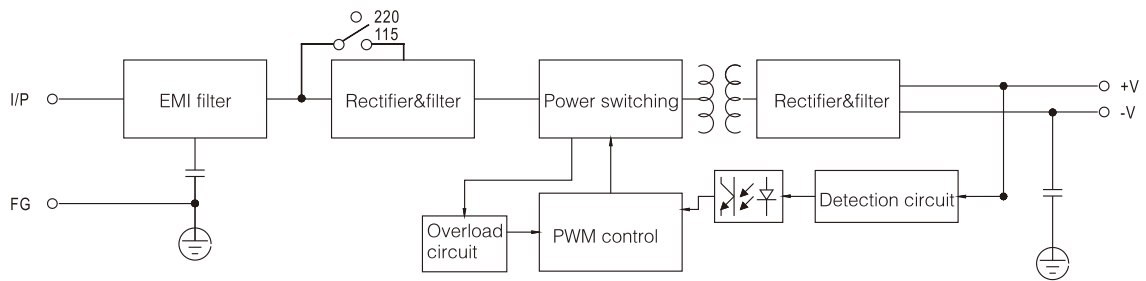 220
115
I/P
EMI filter
Rectifier&filter
Power switching
Rectifier&filter
+V
-V
FG
Overload
circuit
PWM control
Detection circuit